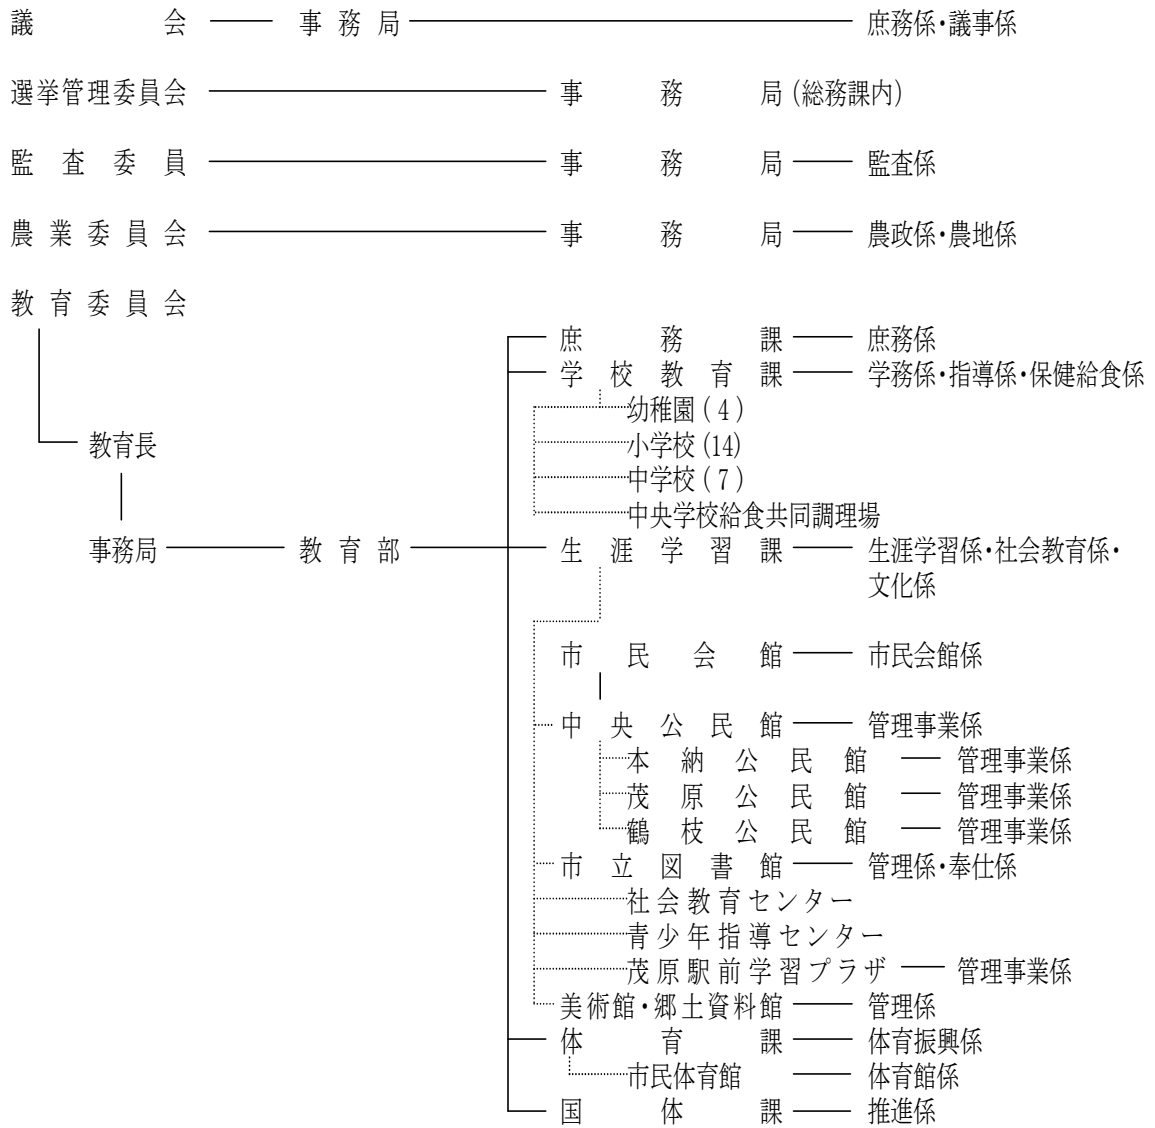 議会 事務局 庶務係・議事係
選挙管理委員会 事務局(総務課内)
監査委員 事務局 監査係
農業委員会 事務局 農政係・農地係
教育委員会
庶務課 庶務係
学校教育課 学務係・指導係・保健給食係
幼稚園(4)
教育長 小学校(14)
中学校(7)
中央学校給食共同調理場
事務局 教育部 生涯学習課 生涯学習係・社会教育係・
文化係
市民会館 市民会館係
中央公民館 管理事業係
本納公民館 管理事業係
茂原公民館 管理事業係
鶴枝公民館 管理事業係
市立図書館 管理係・奉仕係
社会教育センター
青少年指導センター
茂原駅前学習プラザ 管理事業係
美術館・郷土資料館 管理係
体育課 体育振興係
市民体育館 体育館係
国体課 推進係